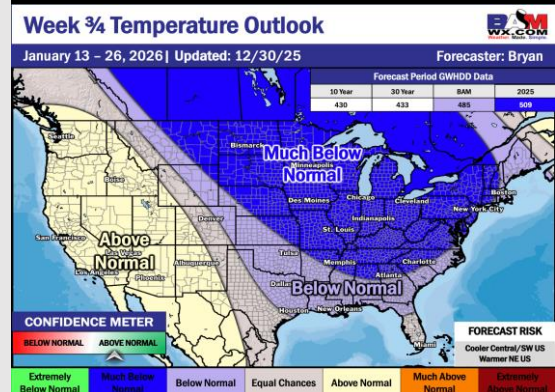 Week ¾ Temperature Outlook
BAM
WX.COM
Weather Made Simple.
January 13 – 26, 2026 | Updated: 12/30/25
Forecaster: Bryan
Forecast Period GWHDD Data
10 Year 30 Year BAM 2025
430 433 485 509
Seattle
Bismarck
Much Below
Normal
Minneapolis
Boise
Boston
Des Moines
Chicago
Cleveland
New York City
Denver
Indianapolis
San Francisco
St. Louis
Above
Normal
Las Vegas
Los Angeles
Phoenix
Albuquerque
Tulsa
Memphis
Charlotte
Atlanta
Dallas
Below Normal
Houston
New Orleans
Miami
CONFIDENCE METER
BELOW NORMAL ABOVE NORMAL
FORECAST RISK
Cooler Central/SW US
Warmer NE US
Extremely
Below Normal
Much Below
Normal
Below Normal
Equal Chances
Above Normal
Much Above
Normal
Extremely
Above Normal